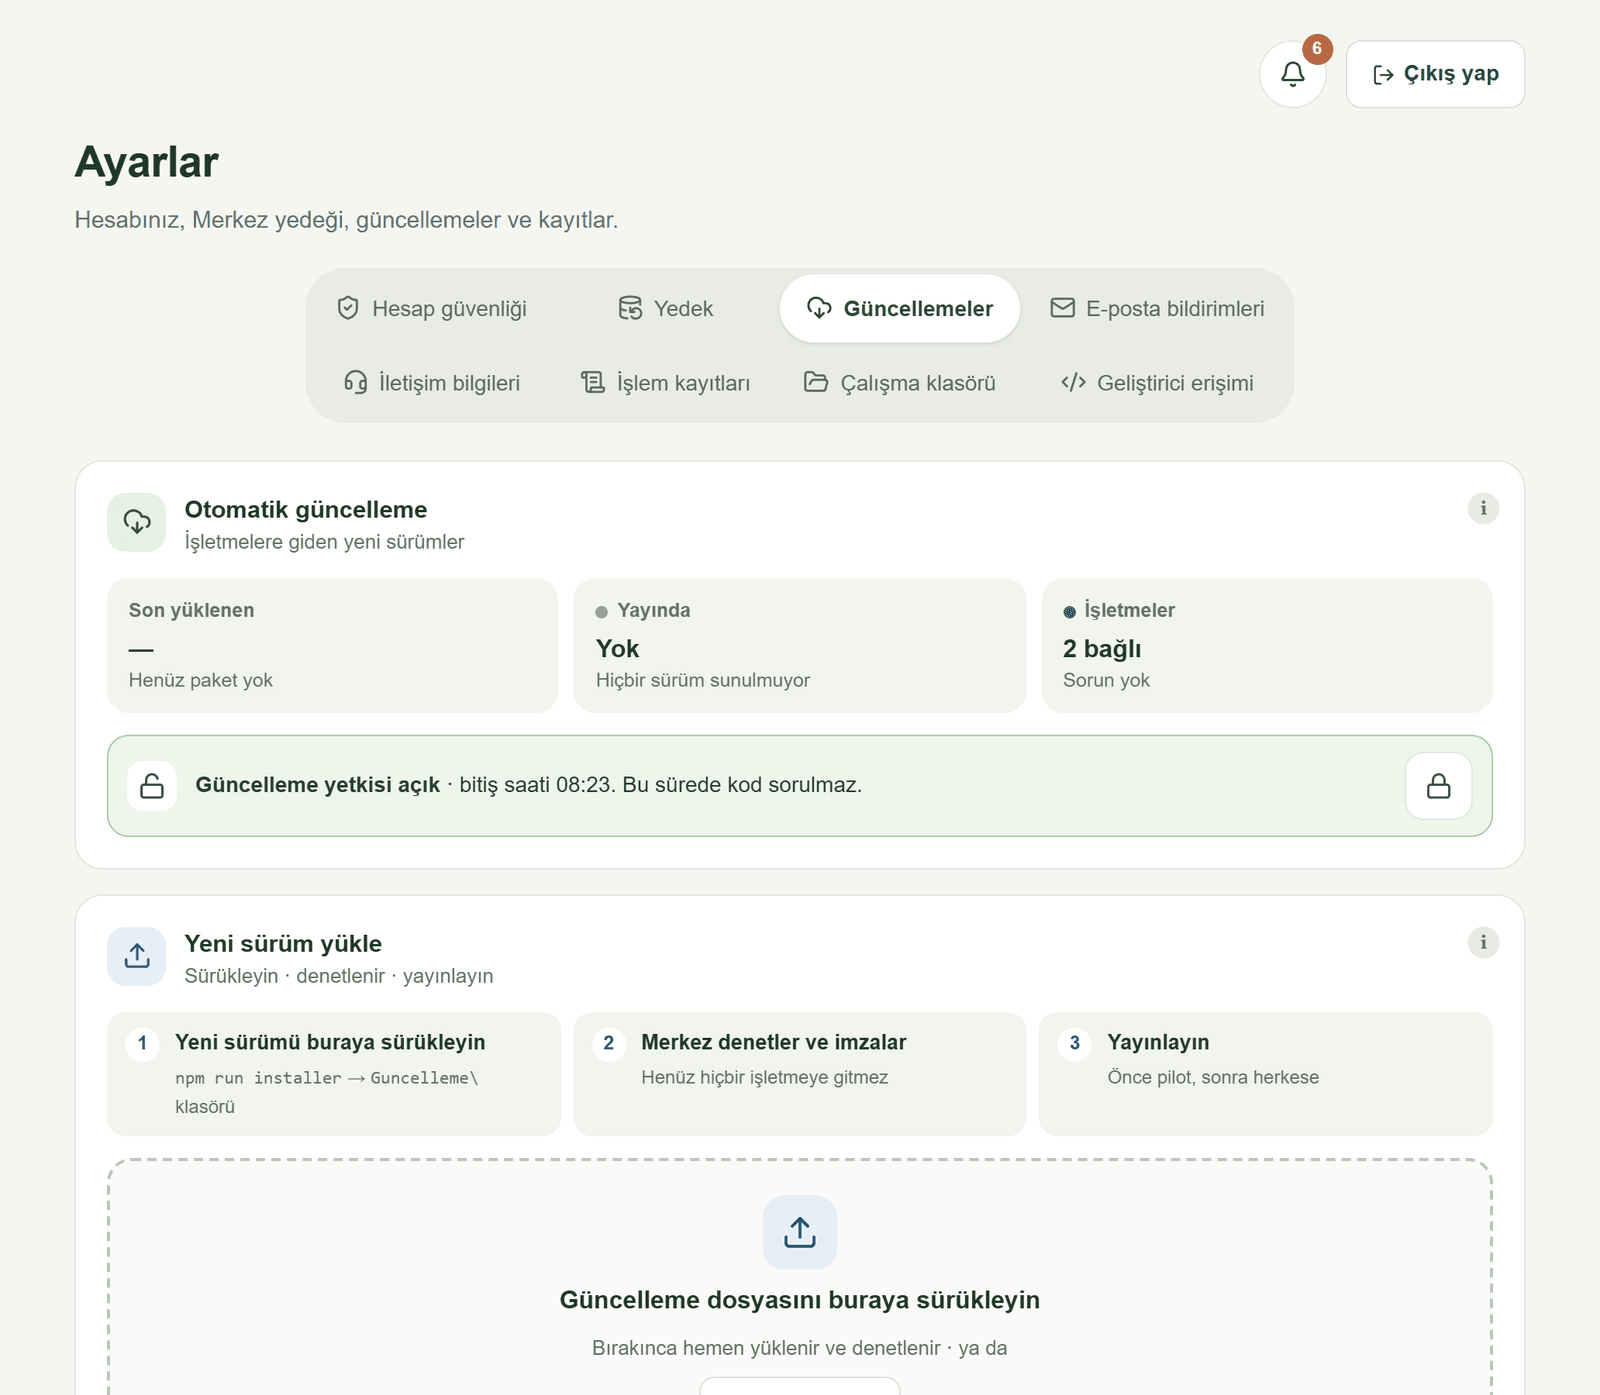 6
Çıkış yap
Ayarlar
Hesabınız, Merkez yedeği, güncellemeler ve kayıtlar.
Hesap güvenliği
Yedek
Güncellemeler
E-posta bildirimleri
İletişim bilgileri
İşlem kayıtları
Çalışma klasörü
Geliştirici erişimi
Otomatik güncelleme
İşletmelere giden yeni sürümler
i
Son yüklenen
—
Henüz paket yok
Yayında
Yok
Hiçbir sürüm sunulmuyor
İşletmeler
2 bağlı
Sorun yok
Güncelleme yetkisi açık · bitiş saati 08:23. Bu sürede kod sorulmaz.
Yeni sürüm yükle
Sürükleyin · denetlenir · yayınlayın
i
1
Yeni sürümü buraya sürükleyin
npm run installer → Guncelleme\
klasörü
2
Merkez denetler ve imzalar
Henüz hiçbir işletmeye gitmez
3
Yayınlayın
Önce pilot, sonra herkese
Güncelleme dosyasını buraya sürükleyin
Bırakınca hemen yüklenir ve denetlenir · ya da